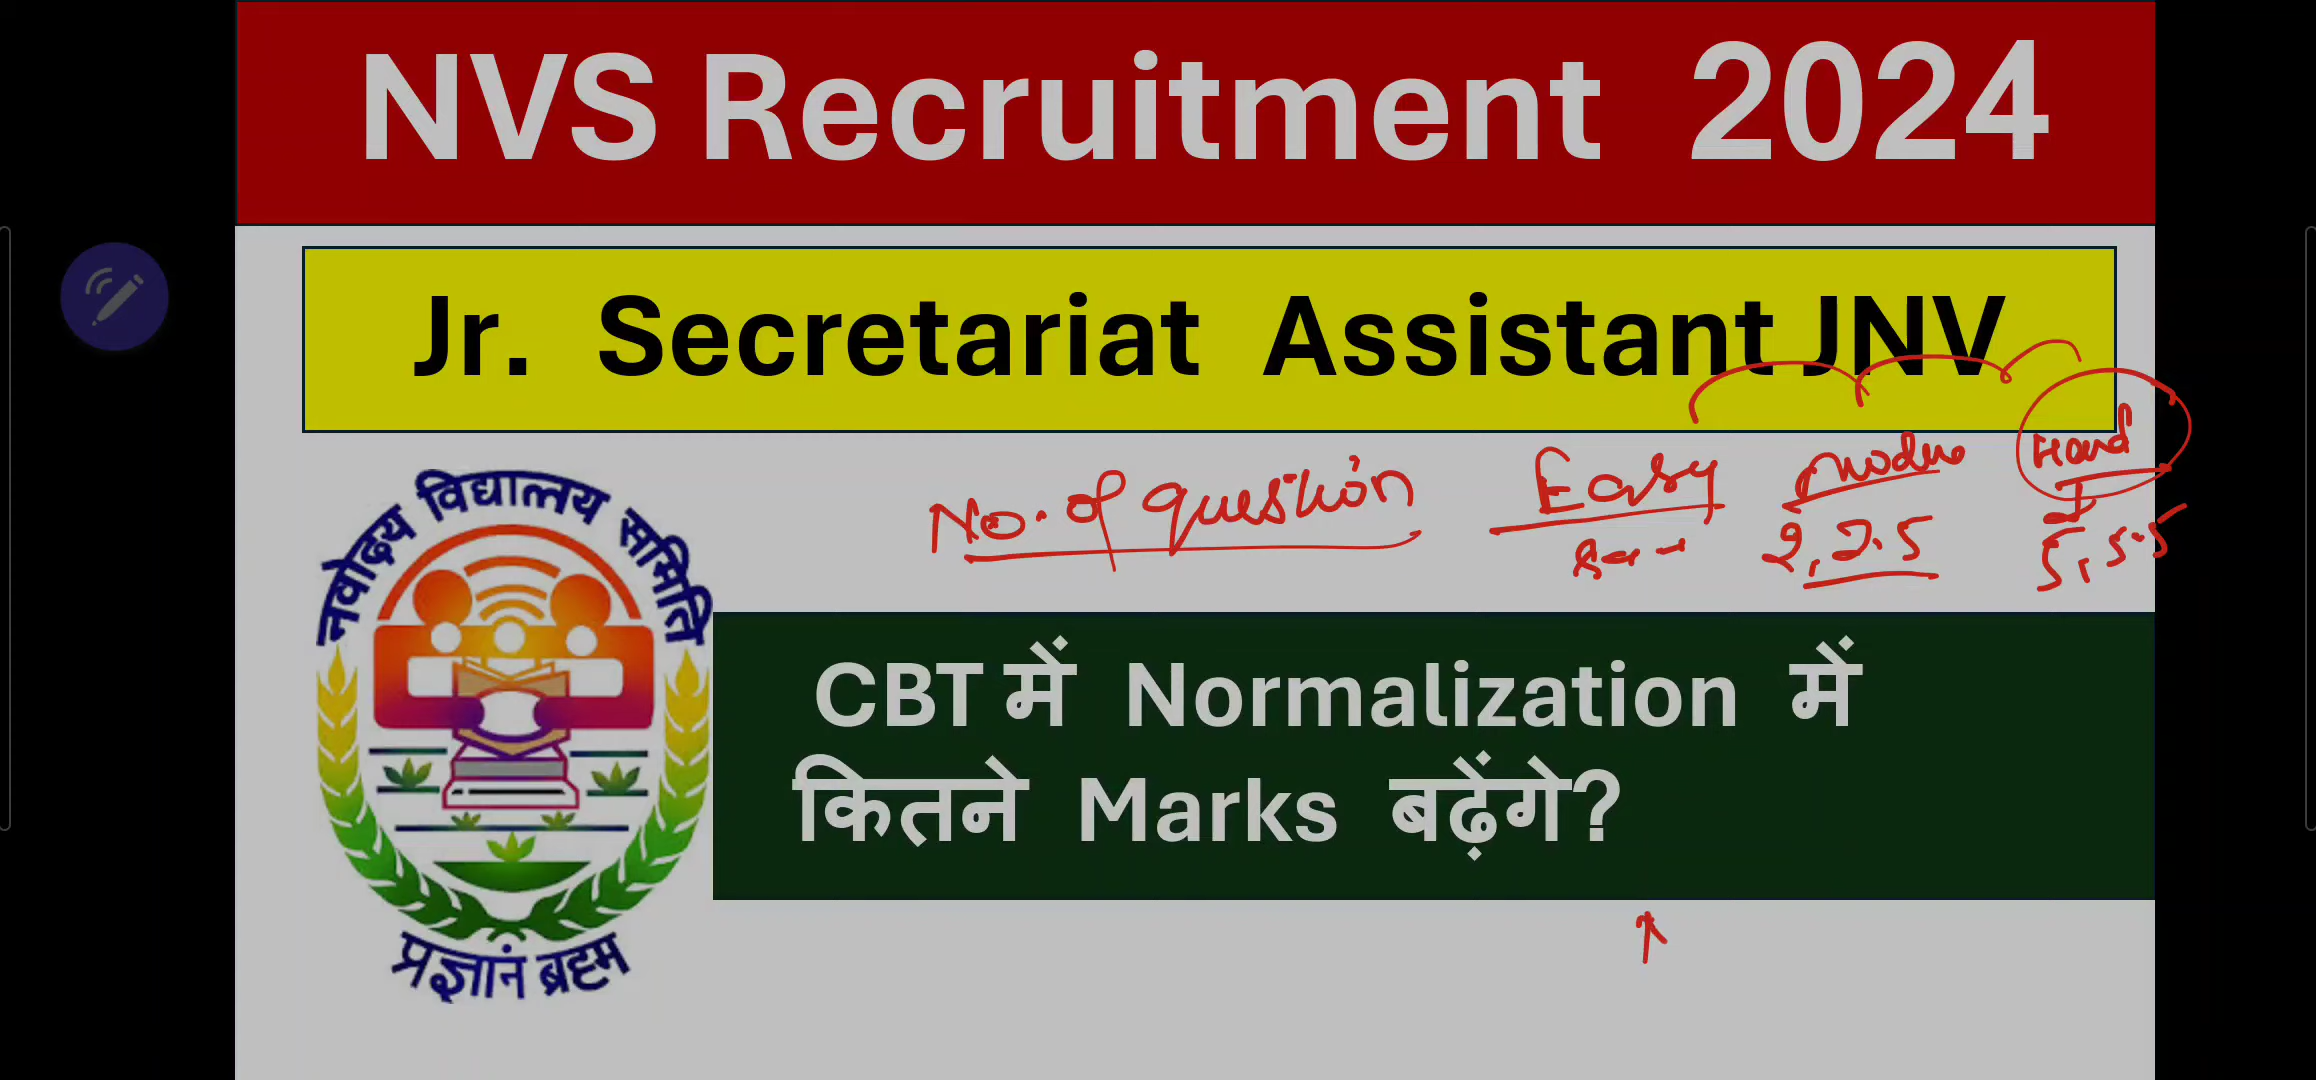 NVS Recruitment 2024
Jr. Secretariat Assistant JNV
No. of question Easy Hard
2, 2.5 5, 5.5
नवोदय विद्यालय समिति
CBT में Normalization में
कितने Marks बढ़ेंगे?
प्रज्ञानं ब्रह्म